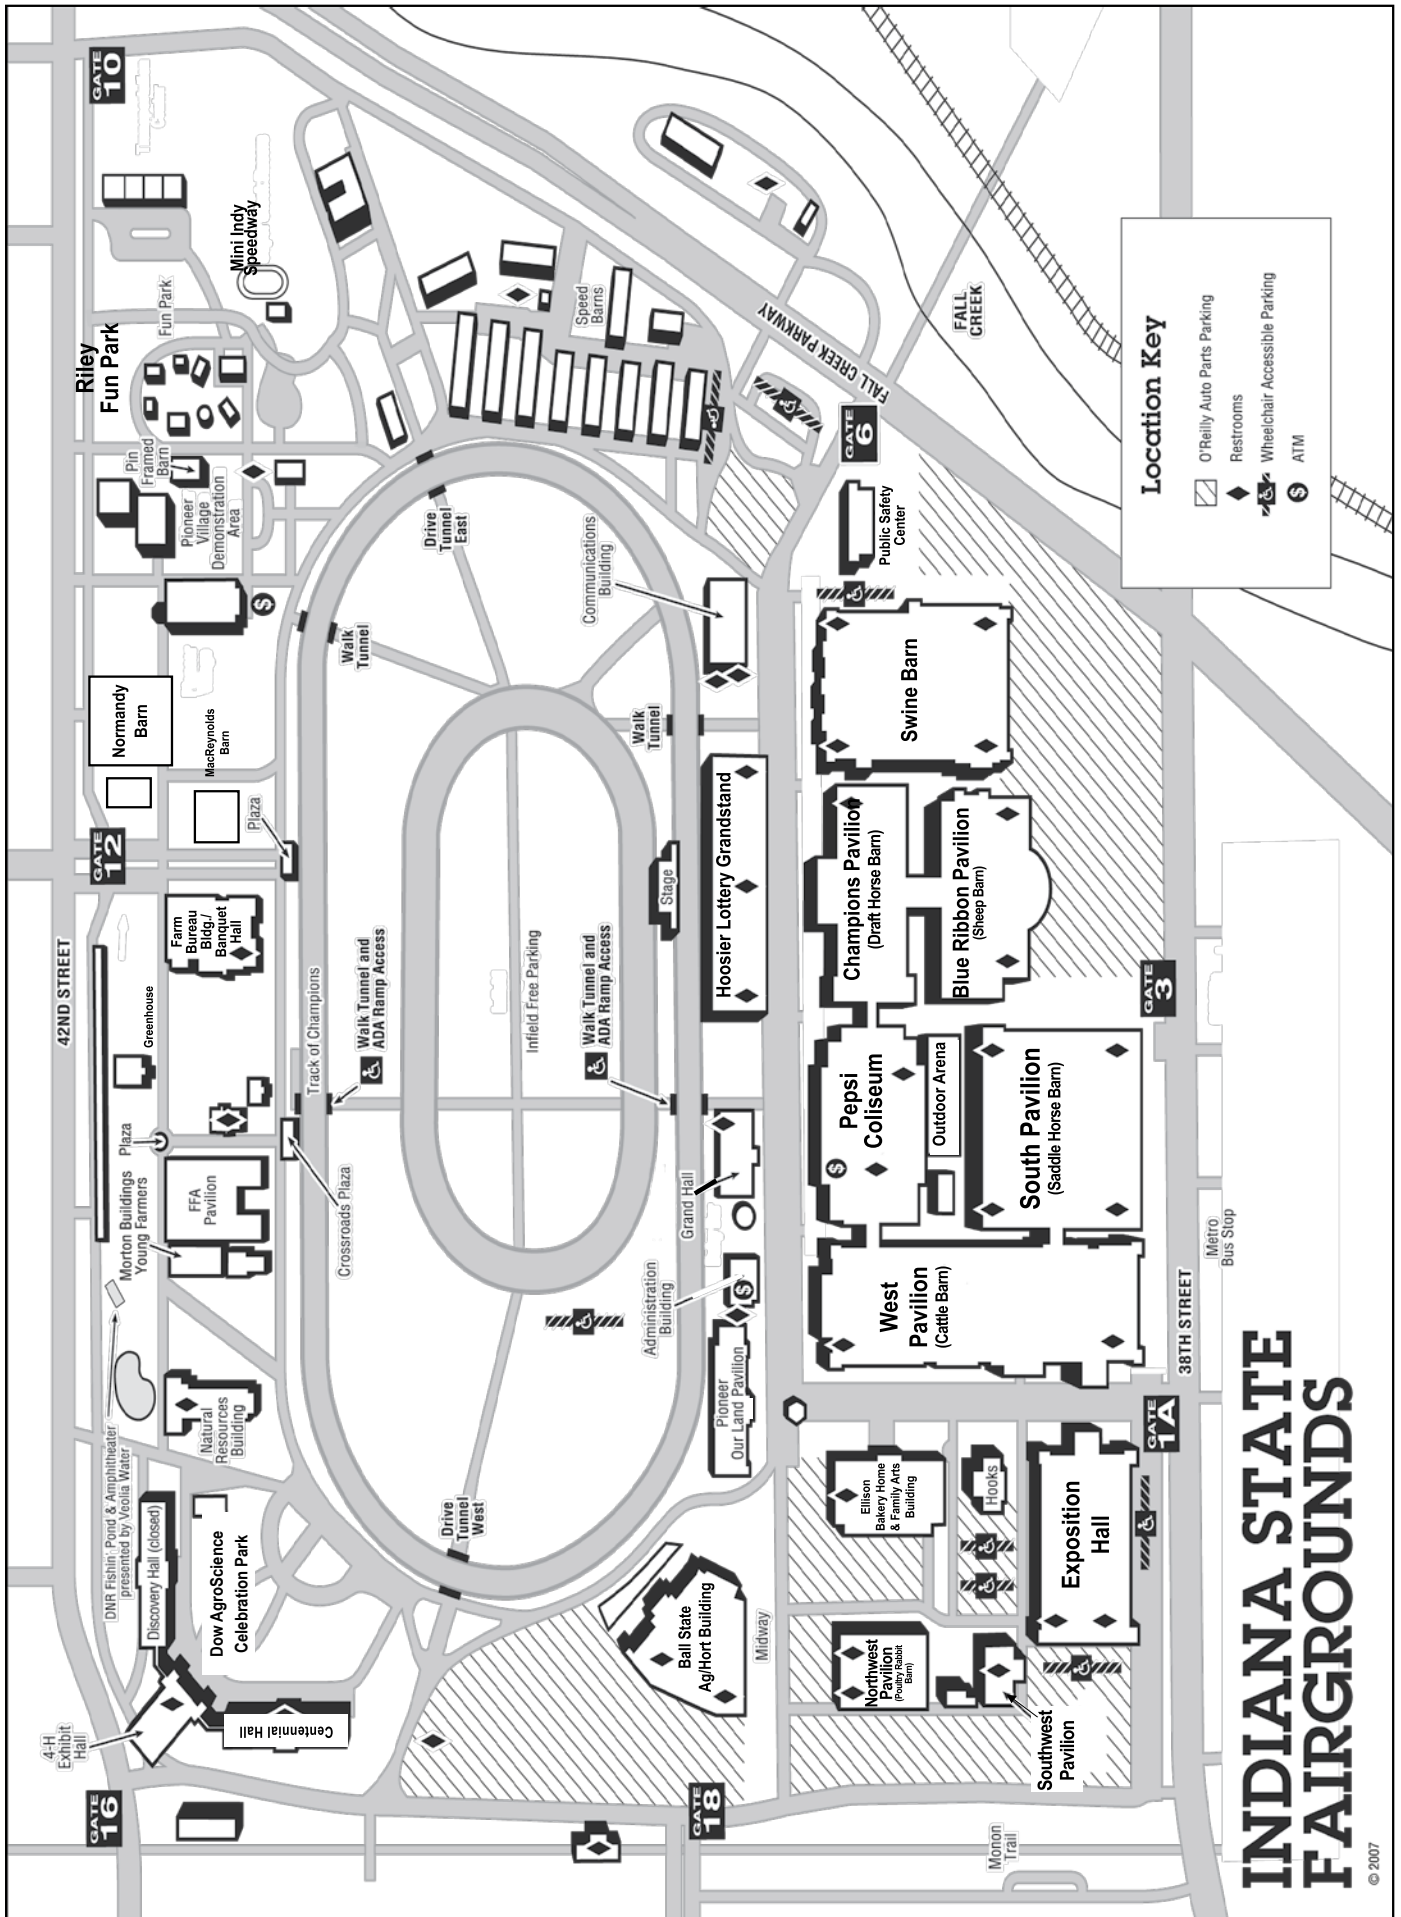 INDIANA STATE
FAIRGROUNDS
© 2007
Location Key
O'Reilly Auto Parts Parking
Restrooms
Wheelchair Accessible Parking
ATM
GATE
16
4-H
Exhibit
Hall
Centennial Hall
Discovery Hall (closed)
Dow AgroScience
Celebration Park
DNR Fishin' Pond & Amphitheater
presented by Veolia Water
Natural
Resources
Building
Morton Buildings
Young Farmers
FFA
Pavilion
Plaza
Greenhouse
42ND STREET
Farm
Bureau
Bldg./
Banquet
Hall
GATE
12
Plaza
MacReynolds
Barn
Normandy
Barn
Pioneer
Village
Demonstration
Area
Pin
Framed
Barn
Riley
Fun Park
Fun Park
Mini Indy
Speedway
GATE
10
Crossroads Plaza
Track of Champions
Walk Tunnel and
ADA Ramp Access
Walk
Tunnel
Drive
Tunnel
East
Speed
Barns
Drive
Tunnel
West
Infield Free Parking
Walk Tunnel and
ADA Ramp Access
Stage
Walk
Tunnel
Communications
Building
GATE
18
Ball State
Ag/Hort Building
Midway
Pioneer
Our Land Pavilion
Administration
Building
Grand Hall
Hoosier Lottery Grandstand
FALL CREEK PARKWAY
GATE
6
Public Safety
Center
FALL
CREEK
Northwest
Pavilion
(Poultry Rabbit
Barn)
Southwest
Pavilion
Ellison
Bakery Home
& Family Arts
Building
Hooks
Exposition
Hall
GATE
1A
West
Pavilion
(Cattle Barn)
Pepsi
Coliseum
Outdoor Arena
South Pavilion
(Saddle Horse Barn)
Champions Pavilion
(Draft Horse Barn)
Blue Ribbon Pavilion
(Sheep Barn)
Swine Barn
GATE
3
38TH STREET
Metro
Bus Stop
Monon
Trail